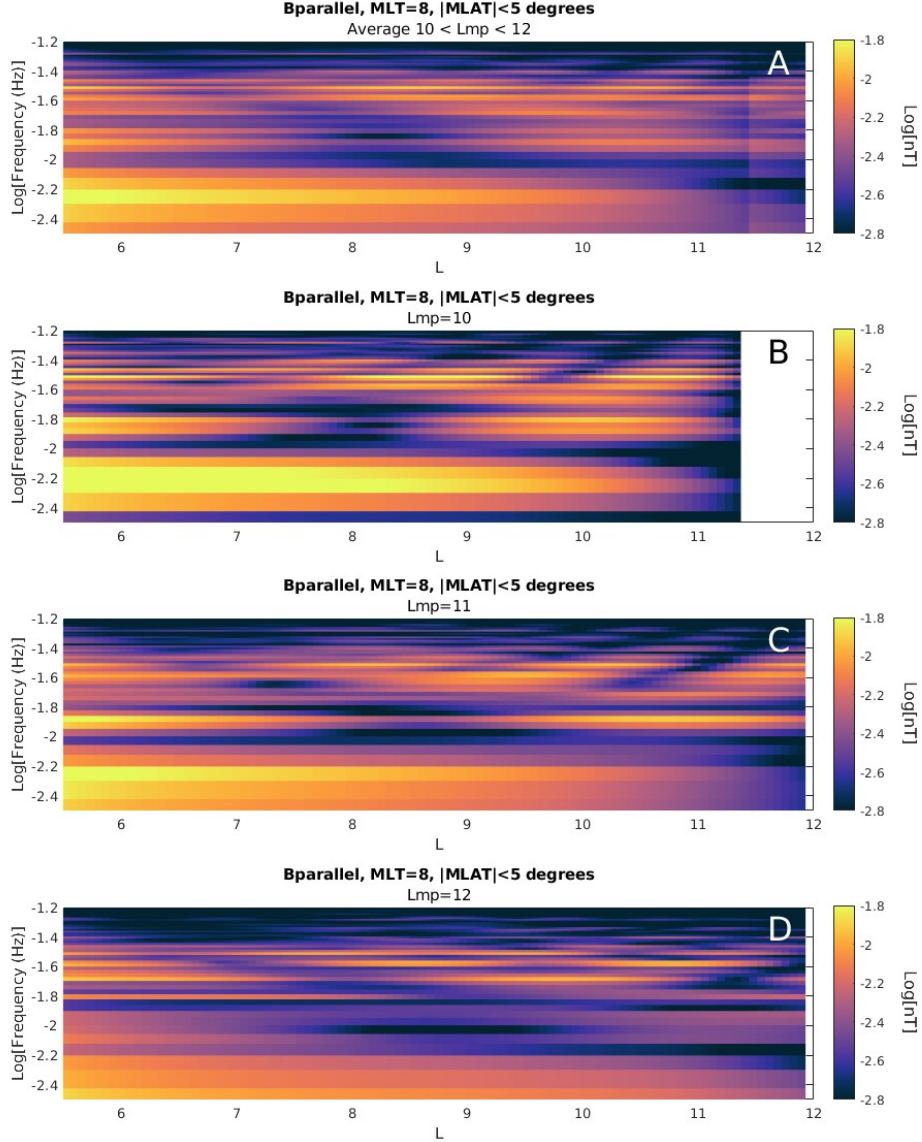 Bparallel, MLT=8, |MLAT|<5 degrees
Average 10 < Lmp < 12
A
Log[Frequency (Hz)]
-1.2
-1.4
-1.6
-1.8
-2
-2.2
-2.4
6 7 8 9 10 11 12
L
-1.8
-2
-2.2
-2.4
-2.6
-2.8
Log[nT]
Bparallel, MLT=8, |MLAT|<5 degrees
Lmp=10
B
Log[Frequency (Hz)]
-1.2
-1.4
-1.6
-1.8
-2
-2.2
-2.4
6 7 8 9 10 11 12
L
-1.8
-2
-2.2
-2.4
-2.6
-2.8
Log[nT]
Bparallel, MLT=8, |MLAT|<5 degrees
Lmp=11
C
Log[Frequency (Hz)]
-1.2
-1.4
-1.6
-1.8
-2
-2.2
-2.4
6 7 8 9 10 11 12
L
-1.8
-2
-2.2
-2.4
-2.6
-2.8
Log[nT]
Bparallel, MLT=8, |MLAT|<5 degrees
Lmp=12
D
Log[Frequency (Hz)]
-1.2
-1.4
-1.6
-1.8
-2
-2.2
-2.4
6 7 8 9 10 11 12
L
-1.8
-2
-2.2
-2.4
-2.6
-2.8
Log[nT]